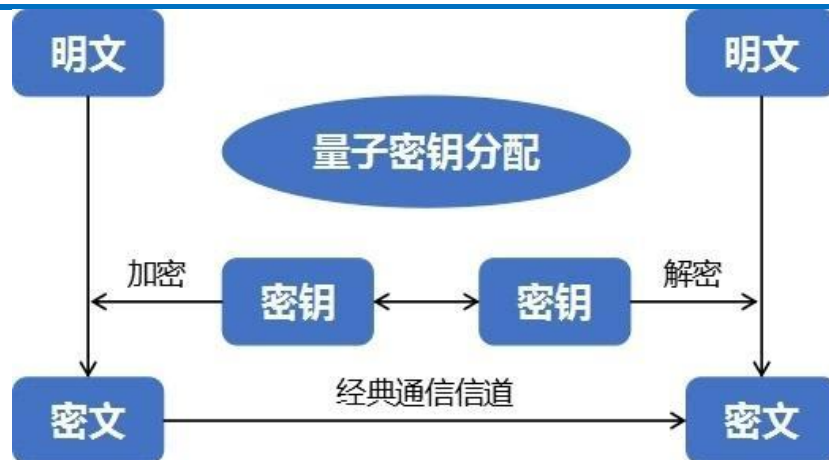 明文
明文
量子密钥分配
加密
密钥
密钥
解密
密文
经典通信信道
密文